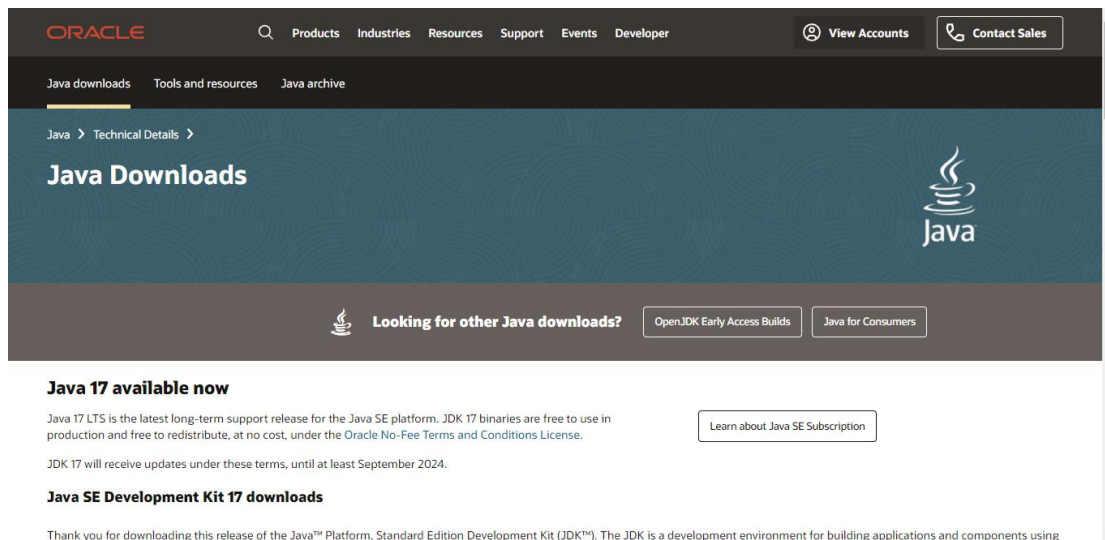 ORACLE Products Industries Resources Support Events Developer View Accounts Contact Sales
Java downloads Tools and resources Java archive
Java > Technical Details >
Java Downloads
Java
Looking for other Java downloads? OpenJDK Early Access Builds Java for Consumers
Java 17 available now
Java 17 LTS is the latest long-term support release for the Java SE platform. JDK 17 binaries are free to use in
production and free to redistribute, at no cost, under the Oracle No-Fee Terms and Conditions License.
Learn about Java SE Subscription
JDK 17 will receive updates under these terms, until at least September 2024.
Java SE Development Kit 17 downloads
Thank you for downloading this release of the Java™ Platform, Standard Edition Development Kit (JDK™). The JDK is a development environment for building applications and components using